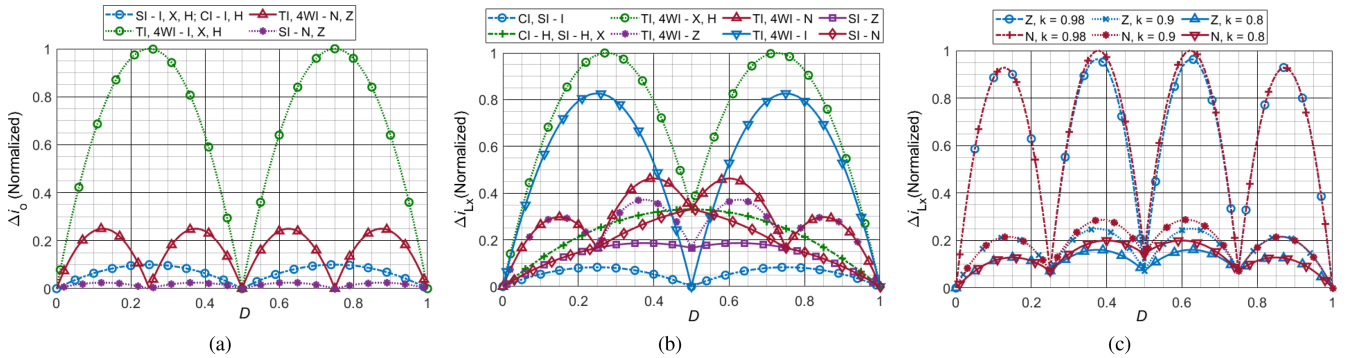 SI - I, X, H; CI - I, H
TI, 4WI - N, Z
TI, 4WI - I, X, H
SI - N, Z
1
0.8
0.6
0.4
0.2
0
Δi₀ (Normalized)
0 0.2 0.4 0.6 0.8 1
D
(a)
CI, SI - I
TI, 4WI - X, H
TI, 4WI - N
SI - Z
CI - H, SI - H, X
TI, 4WI - Z
TI, 4WI - I
SI - N
1
0.8
0.6
0.4
0.2
0
Δi_Lx (Normalized)
0 0.2 0.4 0.6 0.8 1
D
(b)
Z, k = 0.98
Z, k = 0.9
Z, k = 0.8
N, k = 0.98
N, k = 0.9
N, k = 0.8
1
0.8
0.6
0.4
0.2
0
Δi_Lx (Normalized)
0 0.2 0.4 0.6 0.8 1
D
(c)